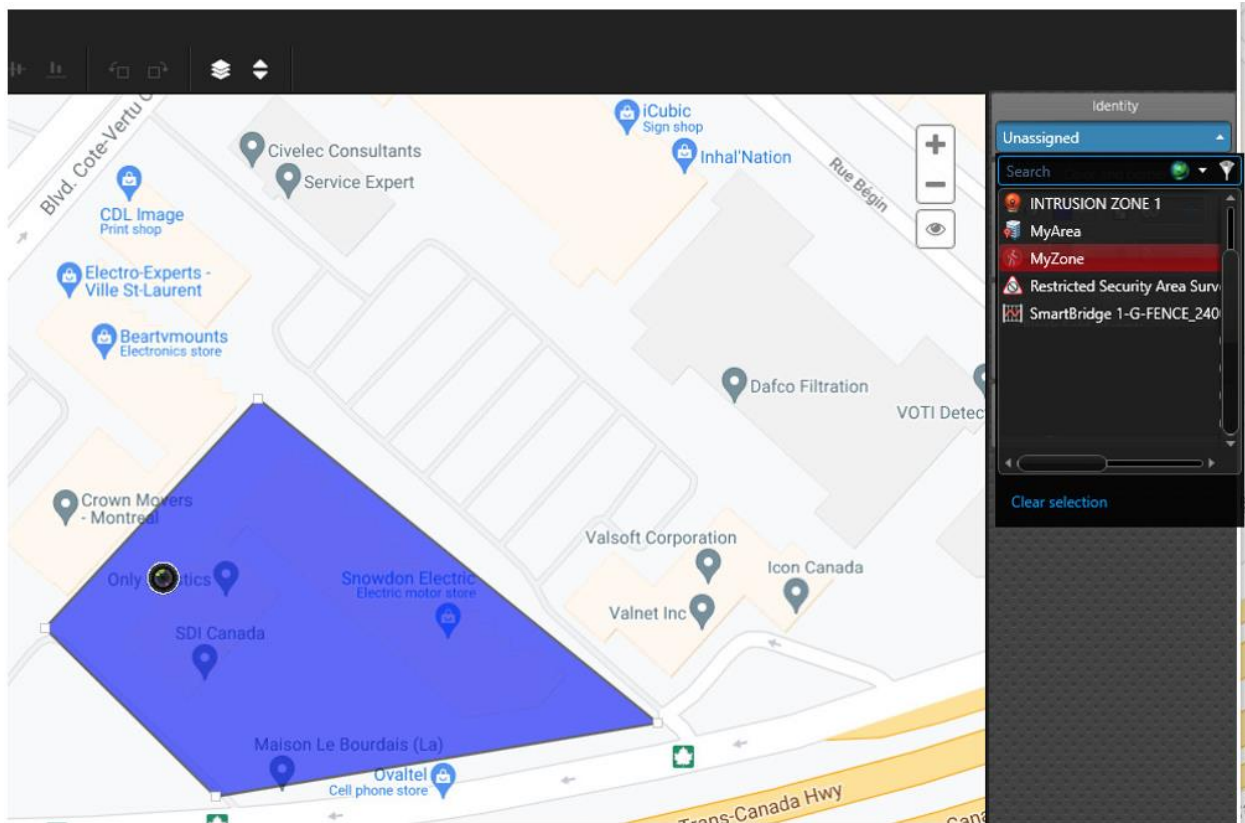 Identity
Unassigned
Search
INTRUSION ZONE 1
MyArea
MyZone
Restricted Security Area Surv
SmartBridge 1-G-FENCE_240
Clear selection
Blvd. Cote-Vertu
iCubic
Sign shop
Inhal'Nation
Rue Bégin
Civelec Consultants
Service Expert
CDL Image
Print shop
Electro-Experts -
Ville St-Laurent
Beartvmounts
Electronics store
Dafco Filtration
VOTI Detec
Crown Movers
- Montreal
Valsoft Corporation
Icon Canada
Only
stics
Snowdon Electric
Electric motor store
Valnet Inc
SDI Canada
Maison Le Bourdais (La)
Ovaltel
Cell phone store
Trans-Canada Hwy